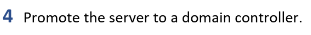 4 Promote the server to a domain controller.